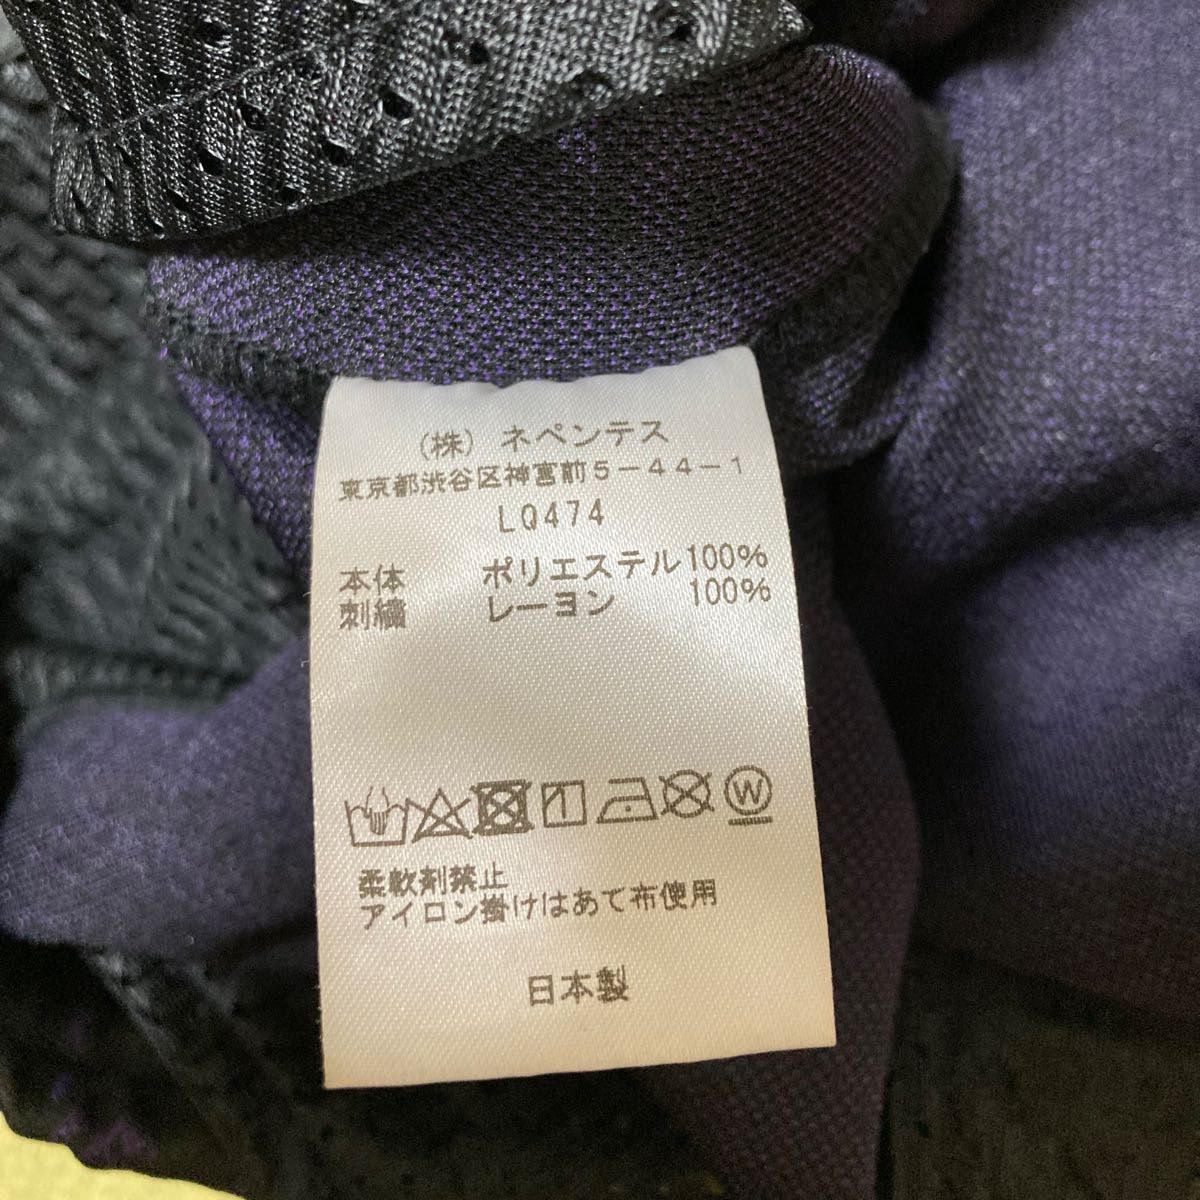 (株) ネペンテス
東京都渋谷区神宮前5-44-1
LQ474
本体 ポリエステル100%
刺繍 レーヨン 100%
W
柔軟剤禁止
アイロン掛けはあて布使用
日本製